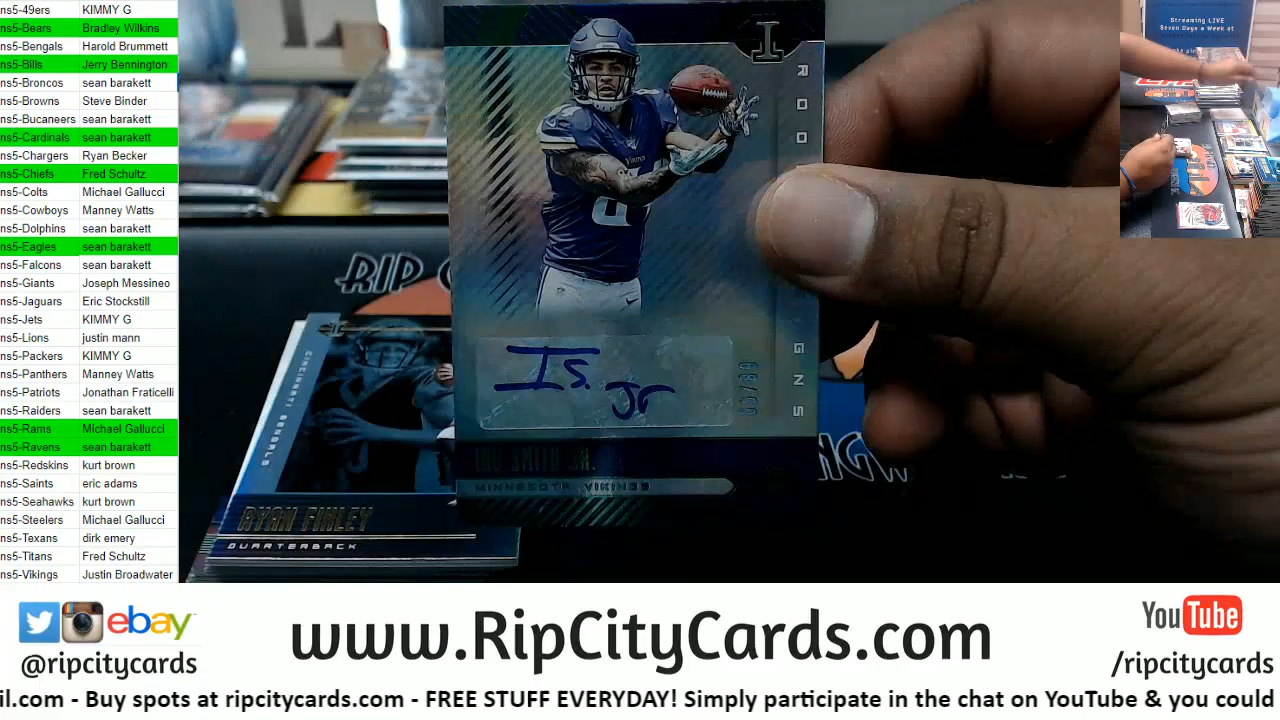 ns5-49ers KIMMY G
ns5-Bears Bradley Wilkins
ns5-Bengals Harold Brummett
ns5-Bills Jerry Bennington
ns5-Broncos sean barakett
ns5-Browns Steve Binder
ns5-Bucaneers sean barakett
ns5-Cardinals sean barakett
ns5-Chargers Ryan Becker
ns5-Chiefs Fred Schultz
ns5-Colts Michael Gallucci
ns5-Cowboys Manney Watts
ns5-Dolphins sean barakett
ns5-Eagles sean barakett
ns5-Falcons sean barakett
ns5-Giants Joseph Messineo
ns5-Jaguars Eric Stockstill
ns5-Jets KIMMY G
ns5-Lions justin mann
ns5-Packers KIMMY G
ns5-Panthers Manney Watts
ns5-Patriots Jonathan Fraticelli
ns5-Raiders sean barakett
ns5-Rams Michael Gallucci
ns5-Ravens sean barakett
ns5-Redskins kurt brown
ns5-Saints eric adams
ns5-Seahawks kurt brown
ns5-Steelers Michael Gallucci
ns5-Texans dirk emery
ns5-Titans Fred Schultz
ns5-Vikings Justin Broadwater
I
VIKINGS
Is. Jr
SMITH JR.
MINNESOTA VIKINGS
RIP
CINCINNATI BENGALS
RYAN FINLEY
QUARTERBACK
Streaming LIVE
Seven Days a Week at
ebay
@ripcitycards
www.RipCityCards.com
YouTube
/ripcitycards
il.com - Buy spots at ripcitycards.com - FREE STUFF EVERYDAY! Simply participate in the chat on YouTube & you could